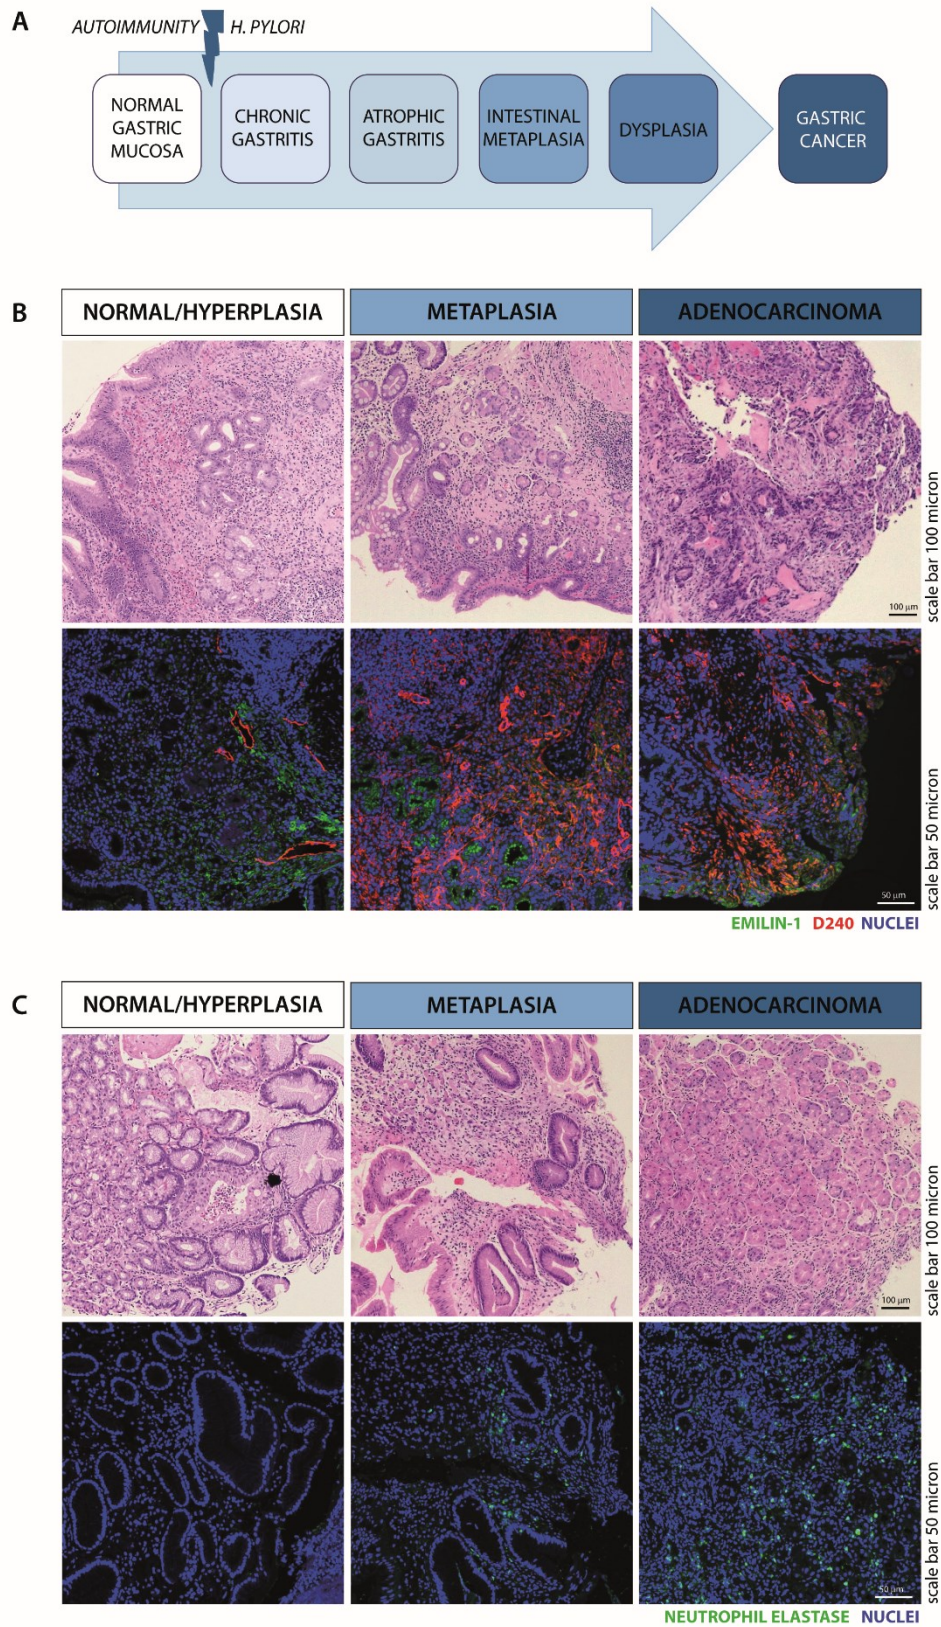 A
AUTOIMMUNITY H. PYLORI
NORMAL
GASTRIC
MUCOSA
CHRONIC
GASTRITIS
ATROPHIC
GASTRITIS
INTESTINAL
METAPLASIA
DYSPLASIA
GASTRIC
CANCER
B
NORMAL/HYPERPLASIA
METAPLASIA
ADENOCARCINOMA
100 µm
scale bar 100 micron
50 µm
scale bar 50 micron
EMILIN-1 D240 NUCLEI
C
NORMAL/HYPERPLASIA
METAPLASIA
ADENOCARCINOMA
100 µm
scale bar 100 micron
50 µm
scale bar 50 micron
NEUTROPHIL ELASTASE NUCLEI